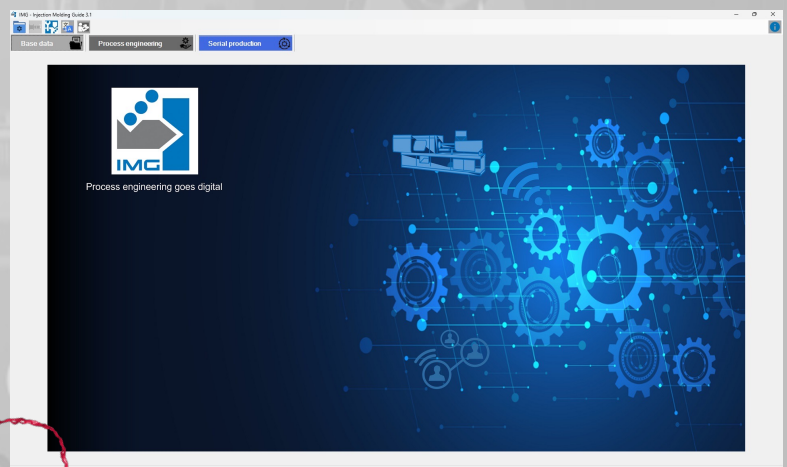 IMG - Injection Molding Guide 3.1
Base data
Process engineering
Serial production
IMG
Process engineering goes digital